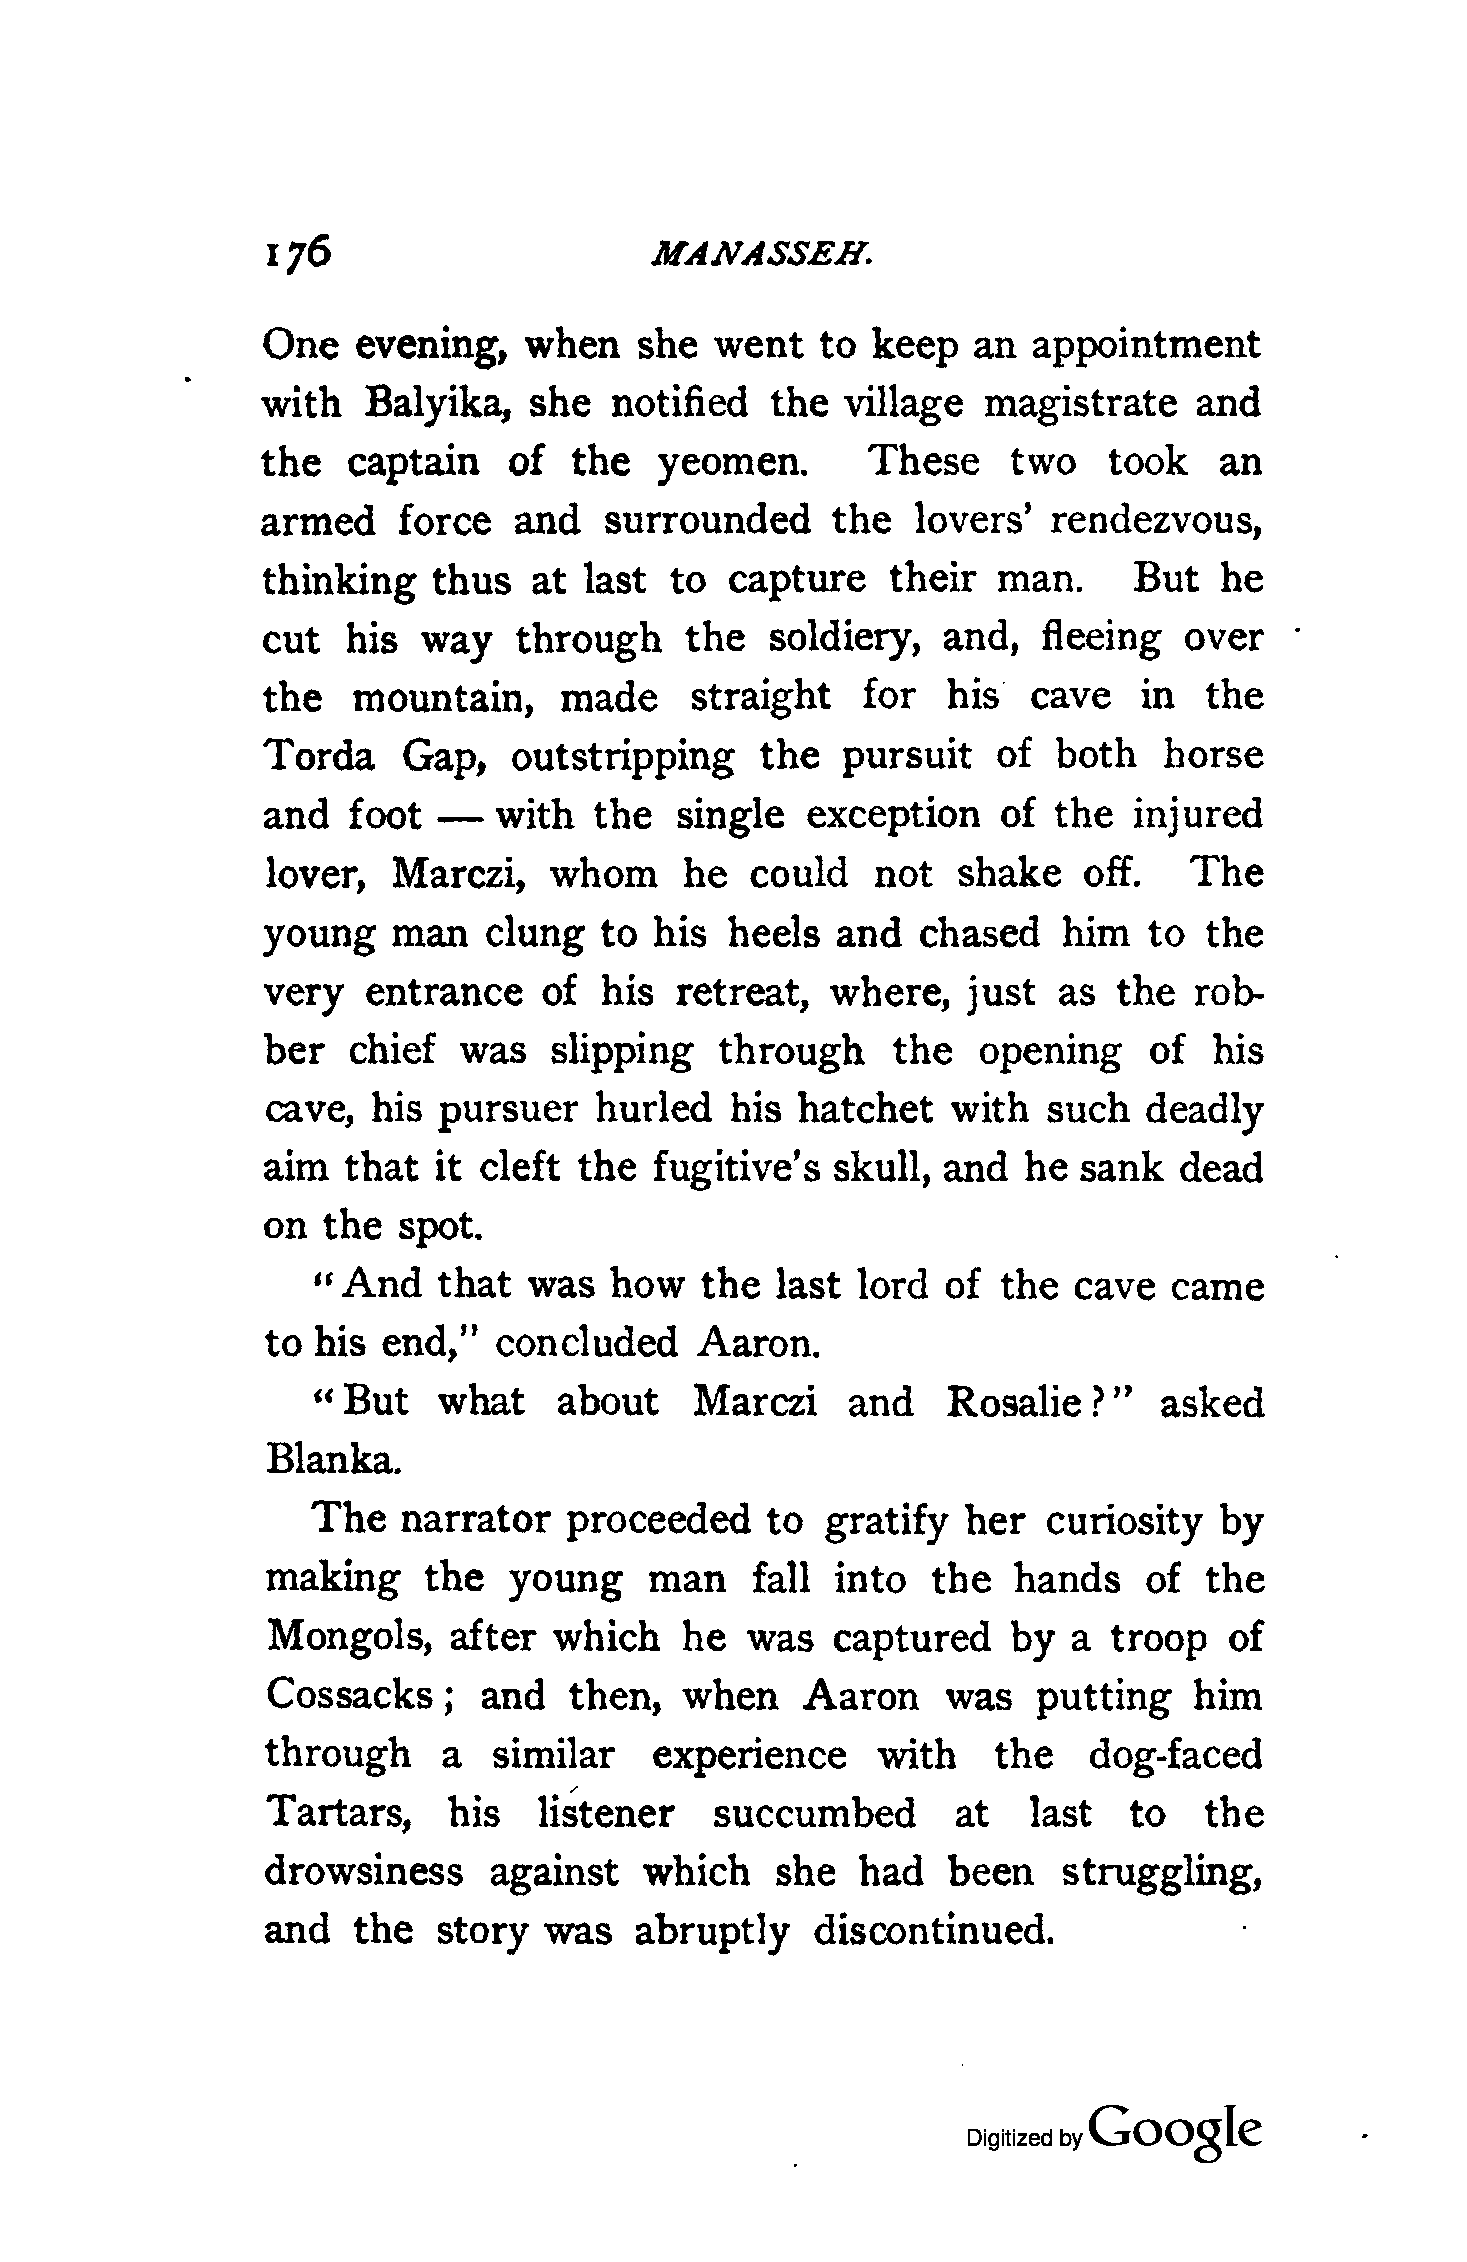 176 MANASSEH.
One evening, when she went to keep an appointment
with Balyika, she notified the village magistrate and
the captain of the yeomen. These two took an
armed force and surrounded the lovers' rendezvous,
thinking thus at last to capture their man. But he
cut his way through the soldiery, and, fleeing over
the mountain, made straight for his cave in the
Torda Gap, outstripping the pursuit of both horse
and foot — with the single exception of the injured
lover, Marczi, whom he could not shake off. The
young man clung to his heels and chased him to the
very entrance of his retreat, where, just as the rob-
ber chief was slipping through the opening of his
cave, his pursuer hurled his hatchet with such deadly
aim that it cleft the fugitive's skull, and he sank dead
on the spot.
"And that was how the last lord of the cave came
to his end," concluded Aaron.
"But what about Marczi and Rosalie?" asked
Blanka.
The narrator proceeded to gratify her curiosity by
making the young man fall into the hands of the
Mongols, after which he was captured by a troop of
Cossacks; and then, when Aaron was putting him
through a similar experience with the dog-faced
Tartars, his listener succumbed at last to the
drowsiness against which she had been struggling,
and the story was abruptly discontinued.
Digitized by Google